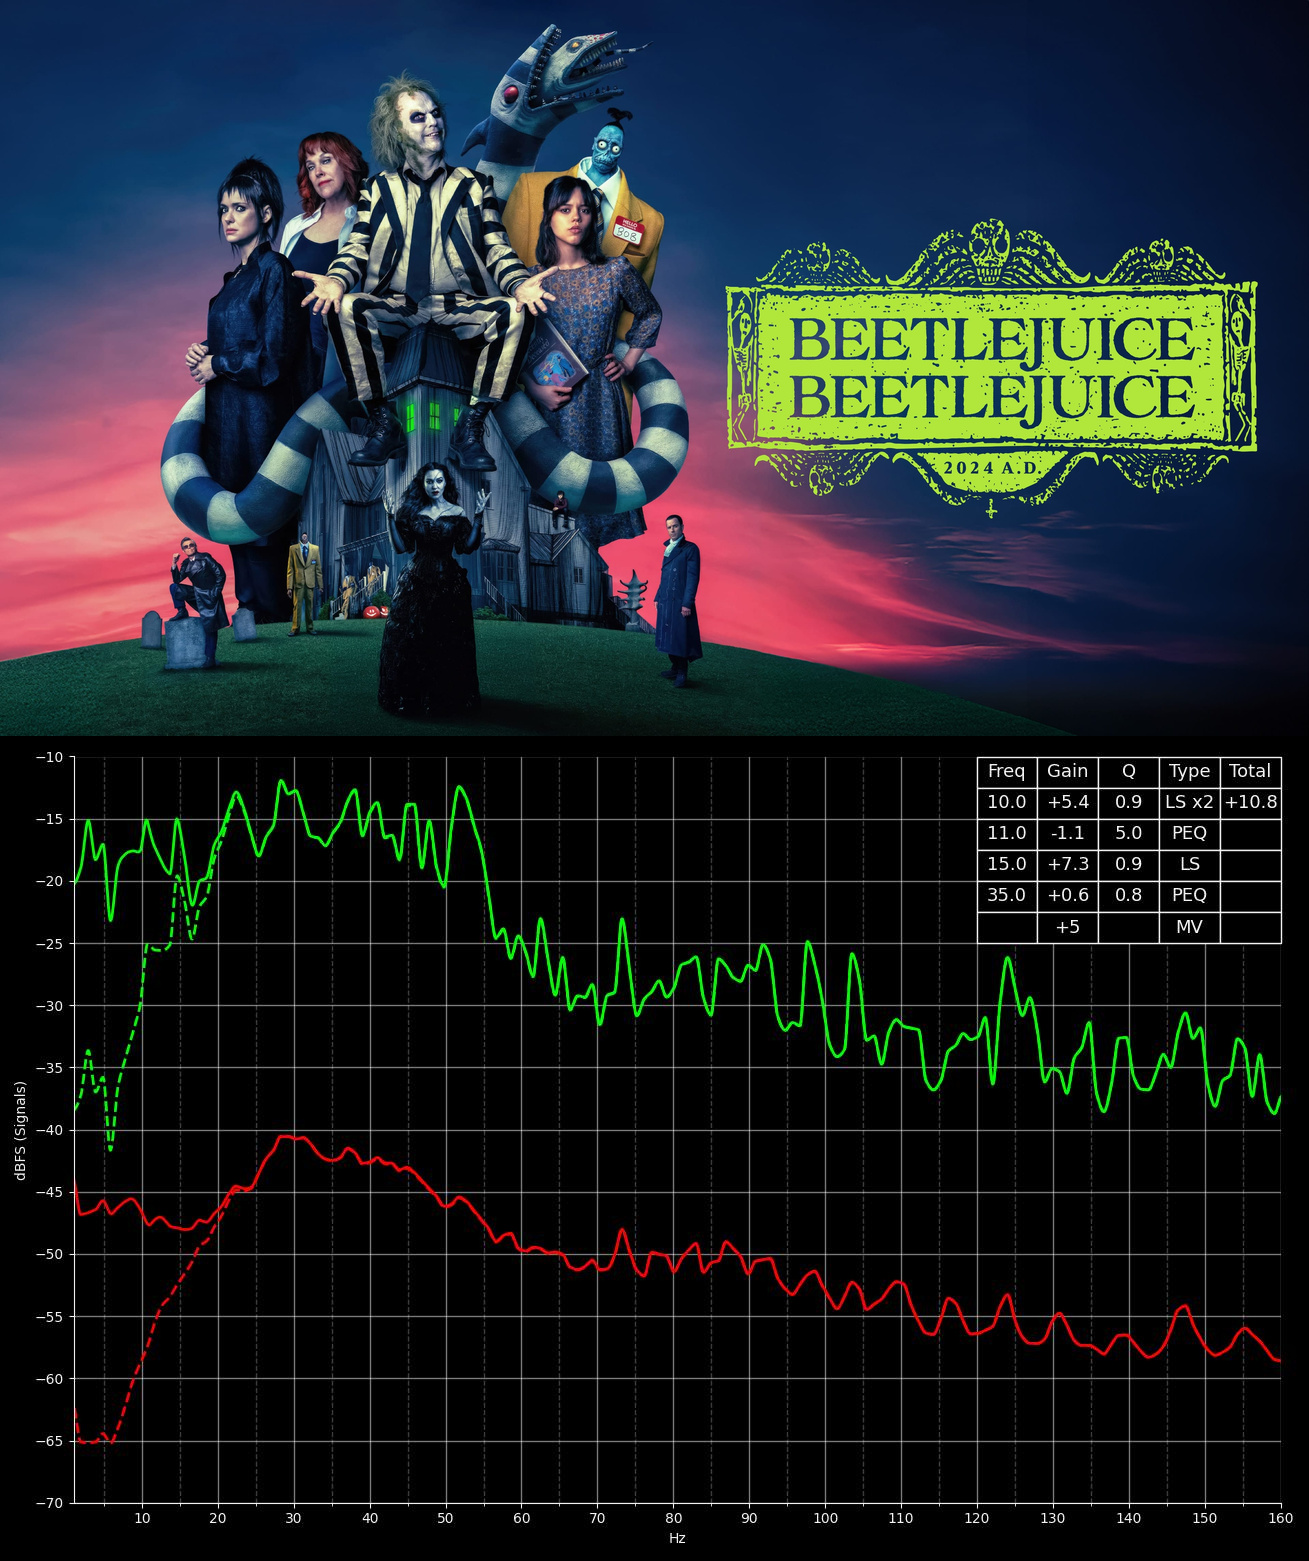 HELLO
BOB
BEETLEJUICE
BEETLEJUICE
2024 A.D.
Freq Gain Q Type Total
10.0 +5.4 0.9 LS x2 +10.8
11.0 -1.1 5.0 PEQ
15.0 +7.3 0.9 LS
35.0 +0.6 0.8 PEQ
+5 MV
−10
−15
−20
−25
−30
−35
−40
−45
−50
−55
−60
−65
−70
dBFS (Signals)
10 20 30 40 50 60 70 80 90 100 110 120 130 140 150 160
Hz